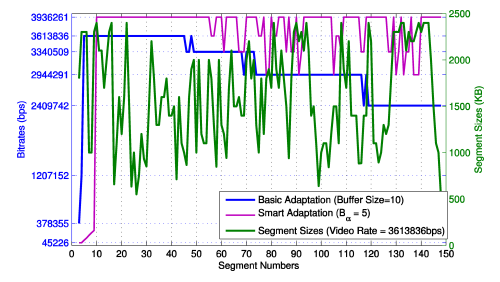 3936261
3613836
3340509
2944291
2409742
1207152
378355
45226
Bitrates (bps)
2500
2000
1500
1000
500
0
Segment Sizes (KB)
Basic Adaptation (Buffer Size=10)
Smart Adaptation (Bα = 5)
Segment Sizes (Video Rate = 3613836bps)
0 10 20 30 40 50 60 70 80 90 100 110 120 130 140 150
Segment Numbers